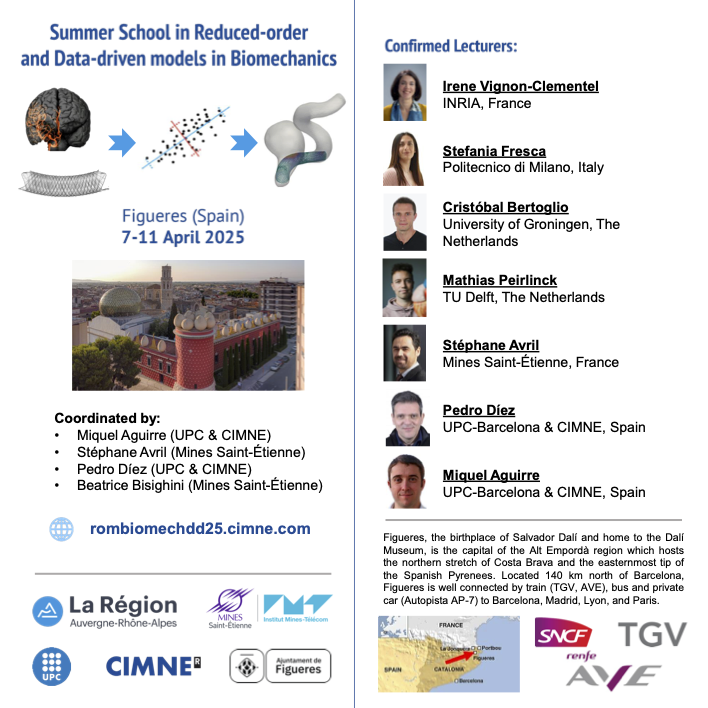 Summer School in Reduced-order
and Data-driven models in Biomechanics
Figueres (Spain)
7-11 April 2025
Coordinated by:
• Miquel Aguirre (UPC & CIMNE)
• Stéphane Avril (Mines Saint-Étienne)
• Pedro Díez (UPC & CIMNE)
• Beatrice Bisighini (Mines Saint-Étienne)
rombiomechdd25.cimne.com
La Région
Auvergne-Rhône-Alpes
MINES
Saint-Étienne
Institut Mines-Télécom
UPC
CIMNE R
Ajuntament de
Figueres
Confirmed Lecturers:
Irene Vignon-Clementel
INRIA, France
Stefania Fresca
Politecnico di Milano, Italy
Cristóbal Bertoglio
University of Groningen, The
Netherlands
Mathias Peirlinck
TU Delft, The Netherlands
Stéphane Avril
Mines Saint-Étienne, France
Pedro Díez
UPC-Barcelona & CIMNE, Spain
Miquel Aguirre
UPC-Barcelona & CIMNE, Spain
Figueres, the birthplace of Salvador Dalí and home to the Dalí
Museum, is the capital of the Alt Empordà region which hosts
the northern stretch of Costa Brava and the easternmost tip of
the Spanish Pyrenees. Located 140 km north of Barcelona,
Figueres is well connected by train (TGV, AVE), bus and private
car (Autopista AP-7) to Barcelona, Madrid, Lyon, and Paris.
FRANCE
La Jonquera
Portbou
Figueres
SPAIN
CATALONIA
Barcelona
SNCF
TGV
renfe
AVE